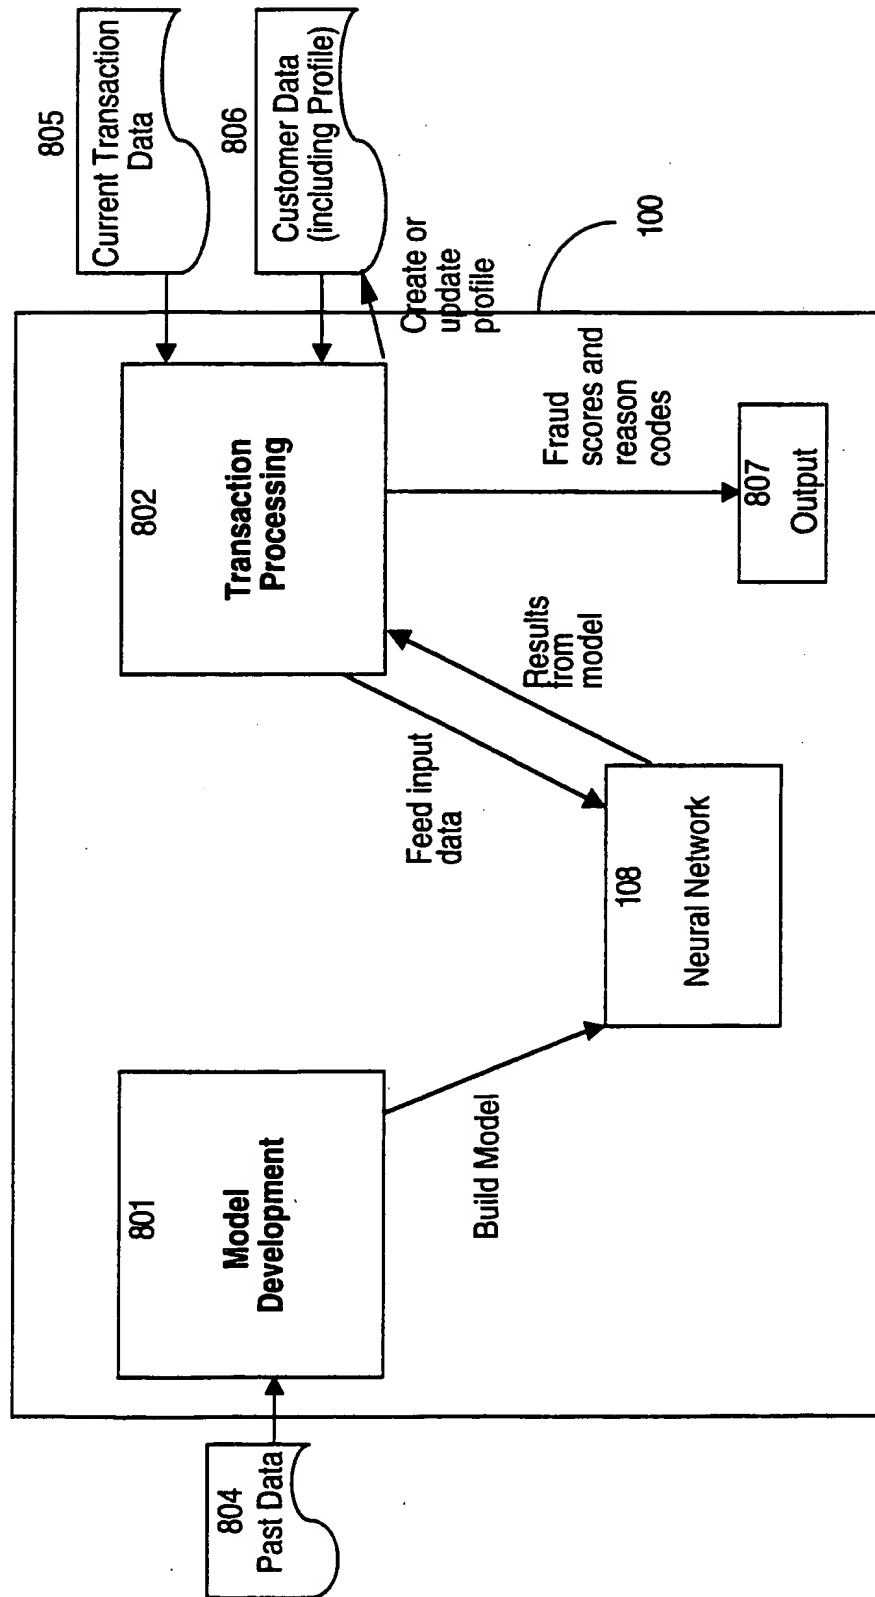 804
Past Data
801
Model
Development
Build Model
108
Neural Network
Feed input
data
Results
from
model
802
Transaction
Processing
Fraud
scores and
reason
codes
807
Output
805
Current Transaction
Data
806
Customer Data
(including Profile)
Create or
update
profile
100